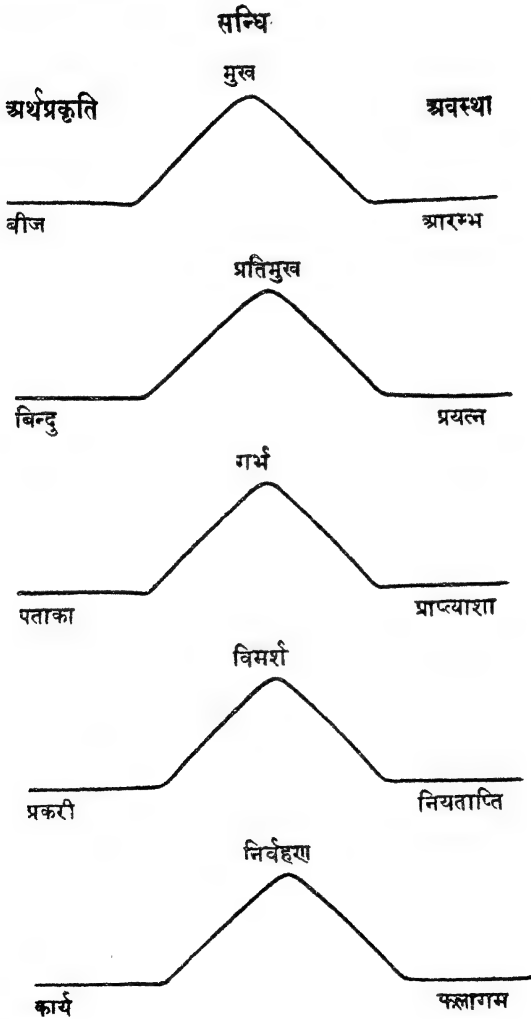 सन्धि
मुख
अर्थप्रकृति अवस्था
बीज आरम्भ
प्रतिमुख
बिन्दु प्रयत्न
गर्भ
पताका प्राप्त्याशा
विमर्श
प्रकरी नियताप्ति
निर्वहण
कार्य फलागम